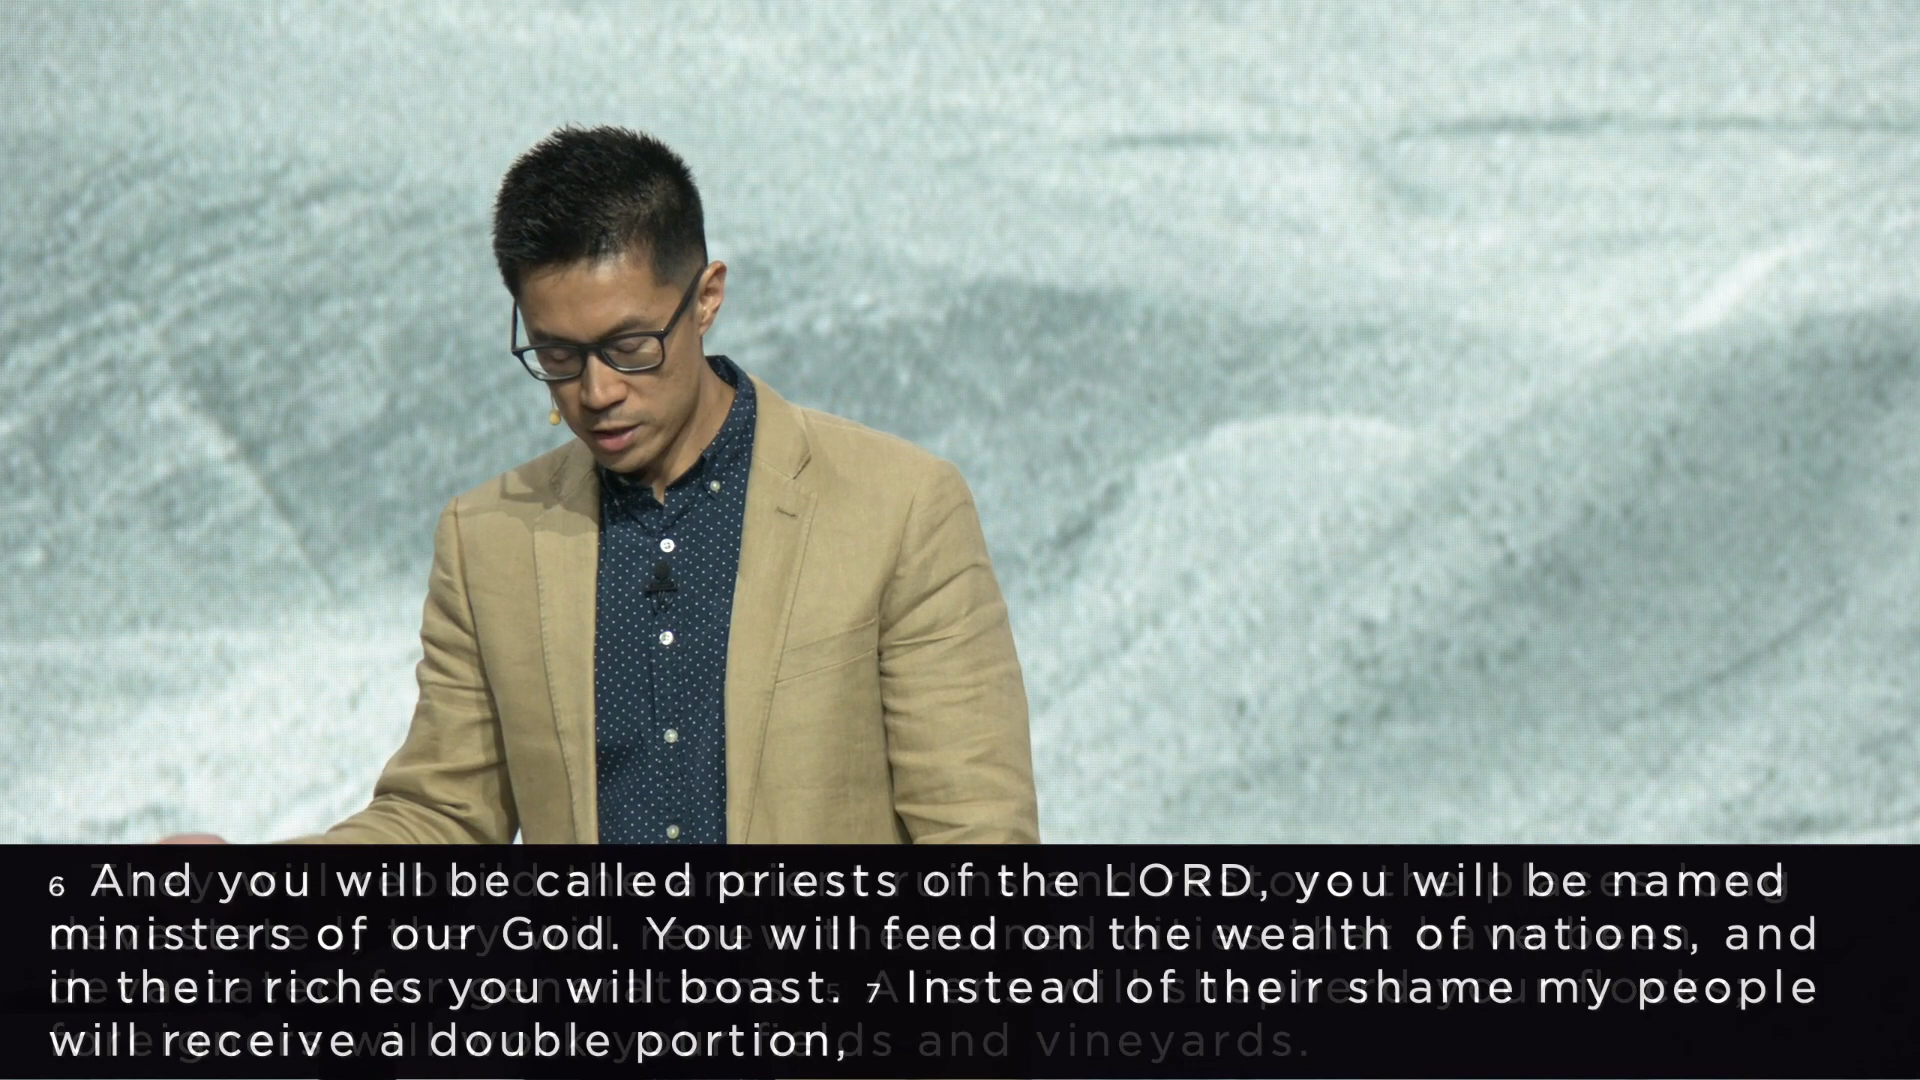 6 And you will be called priests of the LORD, you will be named
ministers of our God. You will feed on the wealth of nations, and
in their riches you will boast. 7 Instead of their shame my people
will receive a double portion,
and vineyards.